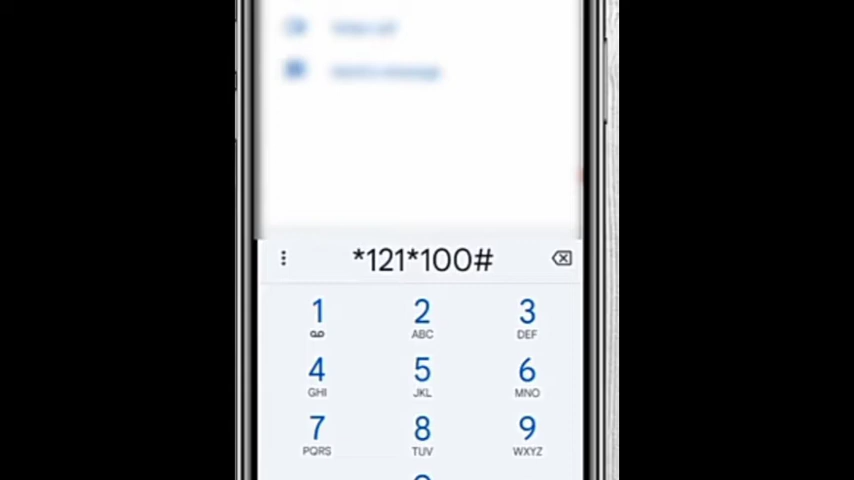 *121*100#
1 2 3
ABC DEF
4 5 6
GHI JKL MNO
7 8 9
PQRS TUV WXYZ